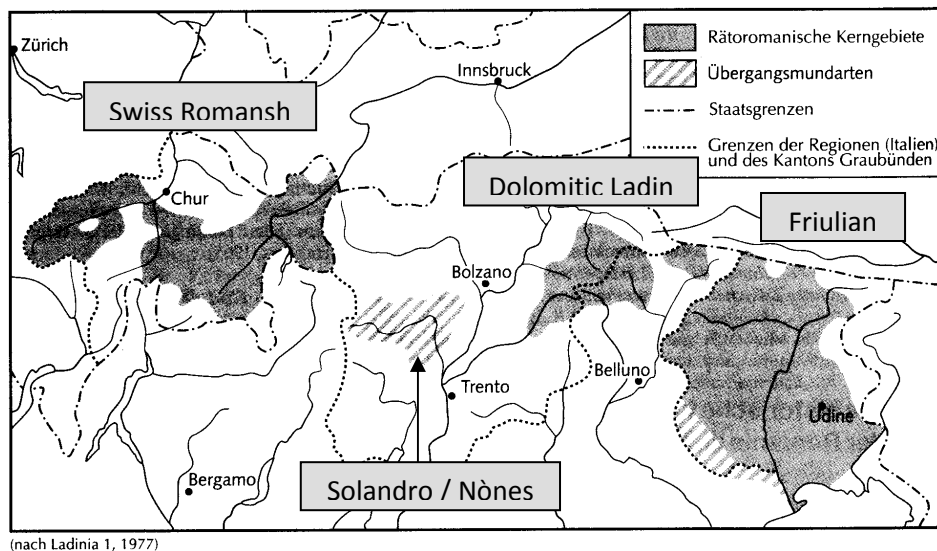 Zürich
Innsbruck
Rätoromanische Kerngebiete
Übergangsmundarten
Staatsgrenzen
Grenzen der Regionen (Italien)
und des Kantons Graubünden
Swiss Romansh
Chur
Dolomitic Ladin
Friulian
Bolzano
Belluno
Trento
Udine
Bergamo
Solandro / Nònes
(nach Ladinia 1, 1977)